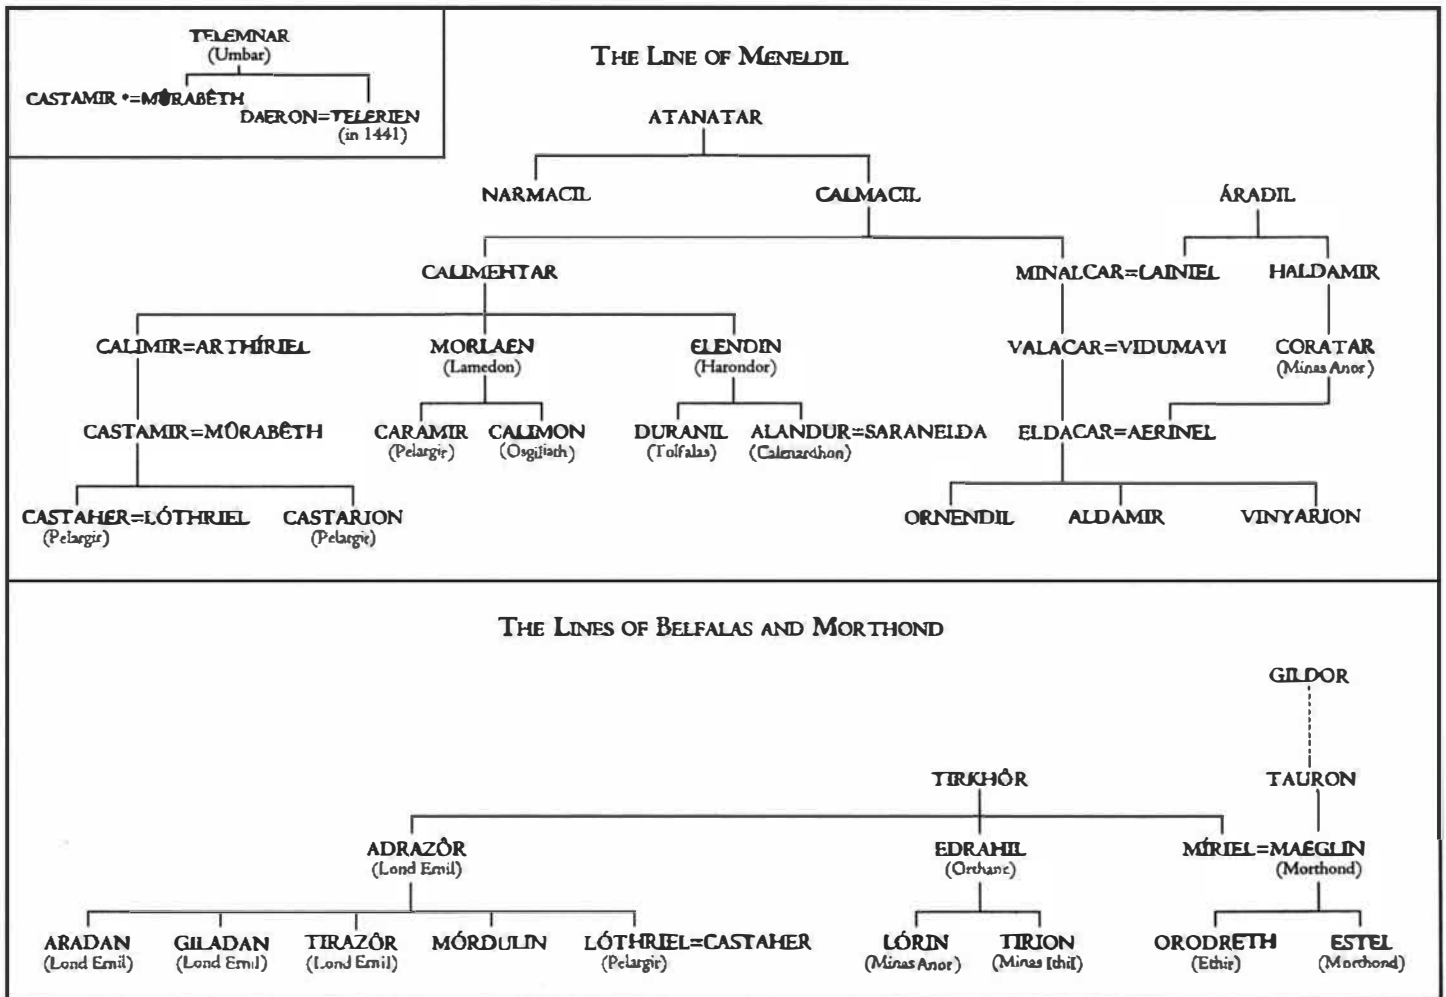 TELEMNAR
(Umbar)
CASTAMIR •=MÛRABÊTH
DAERON=TELERIEN
(in 1441)
THE LINE OF MENELDIL
ATANATAR
NARMACIL CALMACIL ÁRADIL
CALIMEHTAR MINALCAR=LAINIEL HALDAMIR
CALIMIR=ARTHÍRIEL MORLAEN ELENDIN VALACAR=VIDUMAVI CORATAR
(Lamedon) (Harondor) (Minas Anor)
CASTAMIR=MÛRABÊTH CARAMIR CALIMON DURANIL ALANDUR=SARANELDA ELDACAR=AERINEL
(Pelargir) (Osgiliath) (Tolfalas) (Calenardhon)
CASTAHER=LÓTHRIEL CASTARION ORNENDIL ALDAMIR VINYARION
(Pelargir) (Pelargir)
THE LINES OF BELFALAS AND MORTHOND
GILDOR
TIRKHÔR TAURON
ADRAZÔR EDRAHIL MÍRIEL=MAEGLIN
(Lond Ernil) (Orthanc) (Morthond)
ARADAN GILADAN TIRAZÔR MÓRDULIN LÓTHRIEL=CASTAHER LÓRIN TIRION ORODRETH ESTEL
(Lond Ernil) (Lond Ernil) (Lond Ernil) (Pelargir) (Minas Anor) (Minas Ithil) (Ethir) (Morthond)